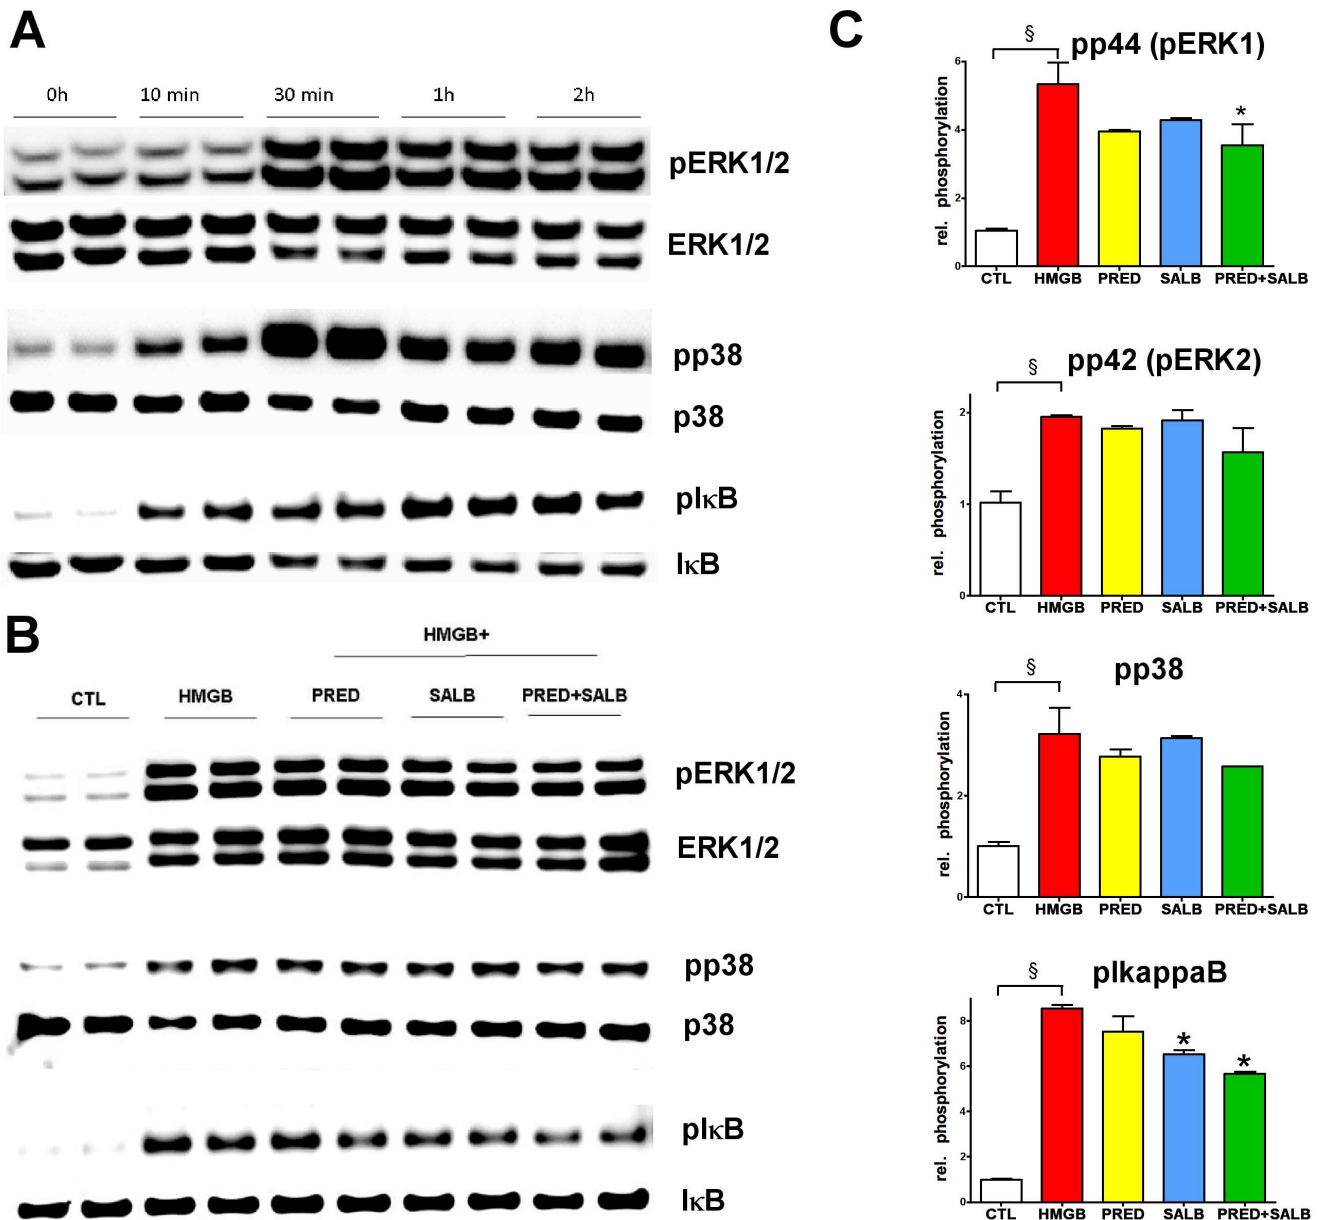 A
0h 10 min 30 min 1h 2h
pERK1/2
ERK1/2
pp38
p38
pIκB
IκB
B
HMGB+
CTL HMGB PRED SALB PRED+SALB
pERK1/2
ERK1/2
pp38
p38
pIκB
IκB
C
§ pp44 (pERK1)
rel. phosphorylation
6
4
2
0
*
CTL HMGB PRED SALB PRED+SALB
§ pp42 (pERK2)
rel. phosphorylation
2
1
0
CTL HMGB PRED SALB PRED+SALB
§ pp38
rel. phosphorylation
4
2
0
CTL HMGB PRED SALB PRED+SALB
§ pIkappaB
rel. phosphorylation
8
6
4
2
0
* *
CTL HMGB PRED SALB PRED+SALB